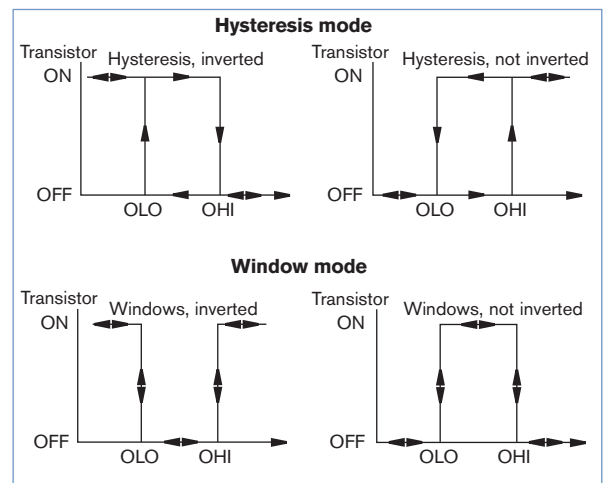 Hysteresis mode
Transistor
Hysteresis, inverted
ON
OFF
OLO OHI
Transistor
Hysteresis, not inverted
ON
OFF
OLO OHI
Window mode
Transistor
Windows, inverted
ON
OFF
OLO OHI
Transistor
Windows, not inverted
ON
OFF
OLO OHI